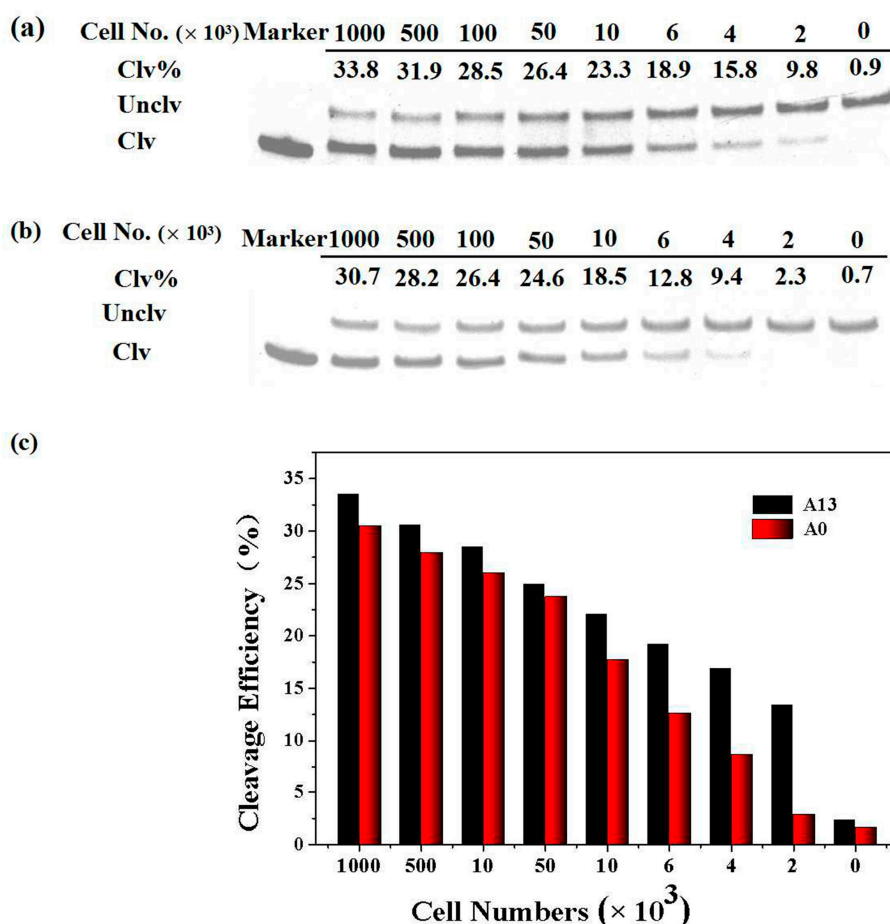 (a) Cell No. (× 10³) Marker 1000 500 100 50 10 6 4 2 0
Clv% 33.8 31.9 28.5 26.4 23.3 18.9 15.8 9.8 0.9
Unclv
Clv
(b) Cell No. (× 10³) Marker 1000 500 100 50 10 6 4 2 0
Clv% 30.7 28.2 26.4 24.6 18.5 12.8 9.4 2.3 0.7
Unclv
Clv
(c)
Cleavage Efficiency (%)
35
30
25
20
15
10
5
0
A13
A0
1000 500 10 50 10 6 4 2 0
Cell Numbers (× 10³)